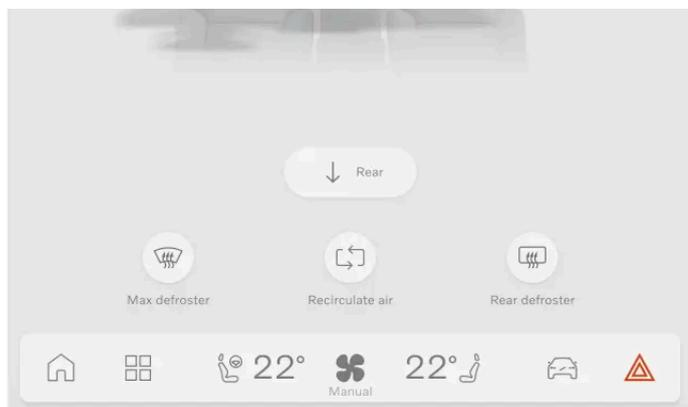 Rear
Max defroster
Recirculate air
Rear defroster
22°
22°
Manual